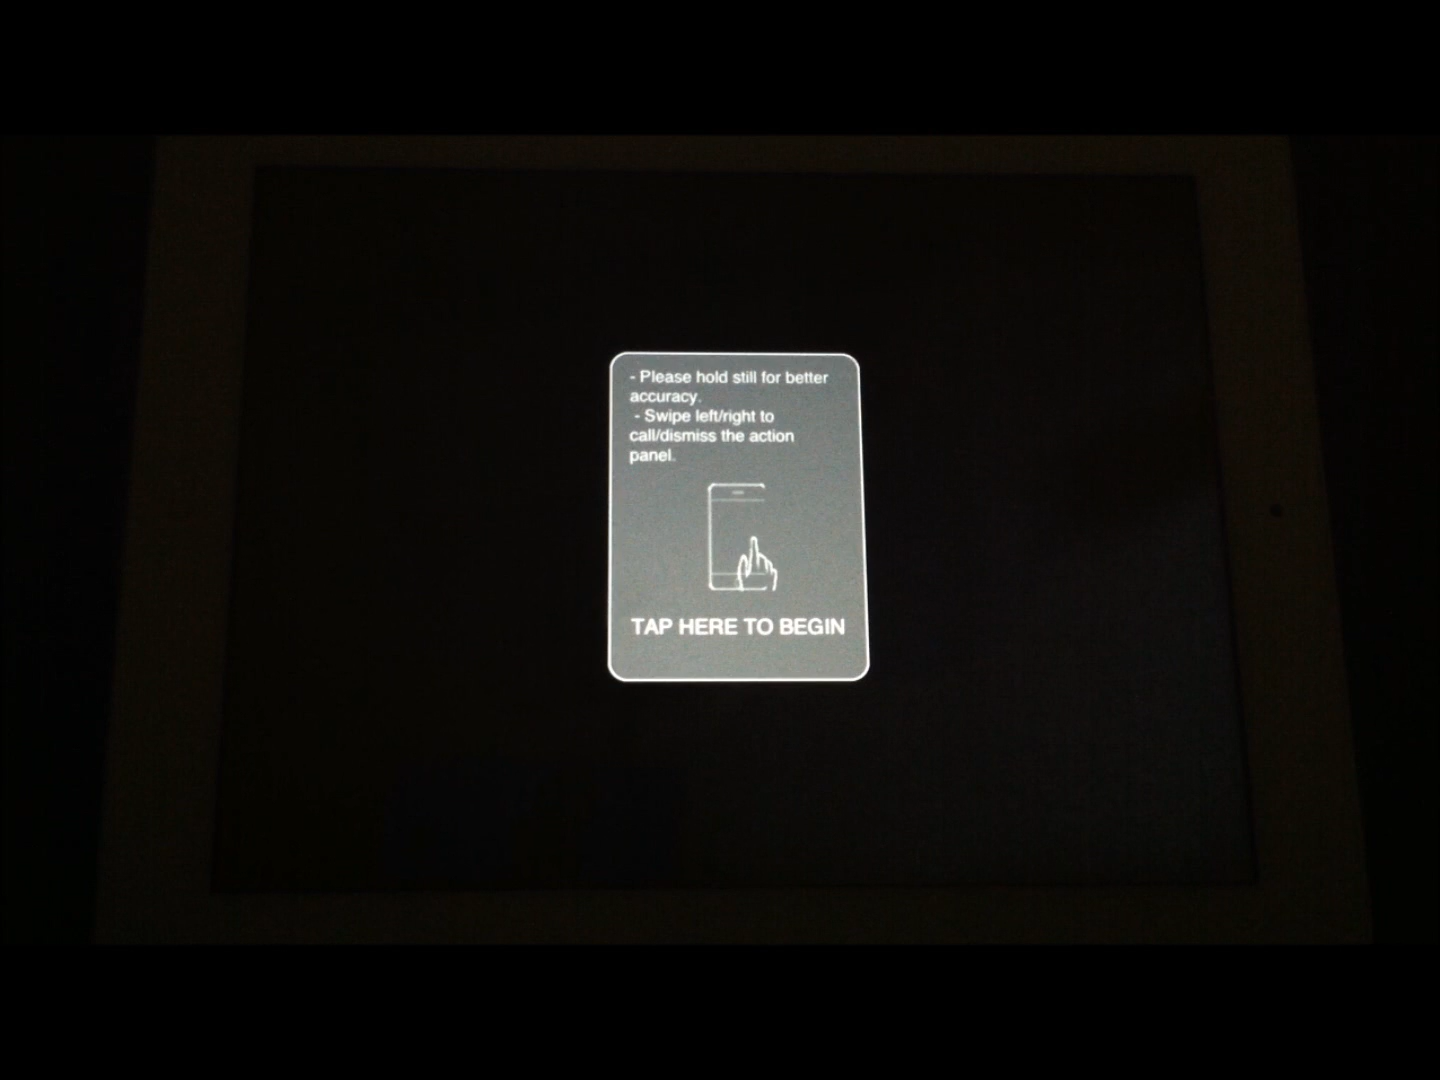 - Please hold still for better
accuracy.
- Swipe left/right to
call/dismiss the action
panel.
TAP HERE TO BEGIN